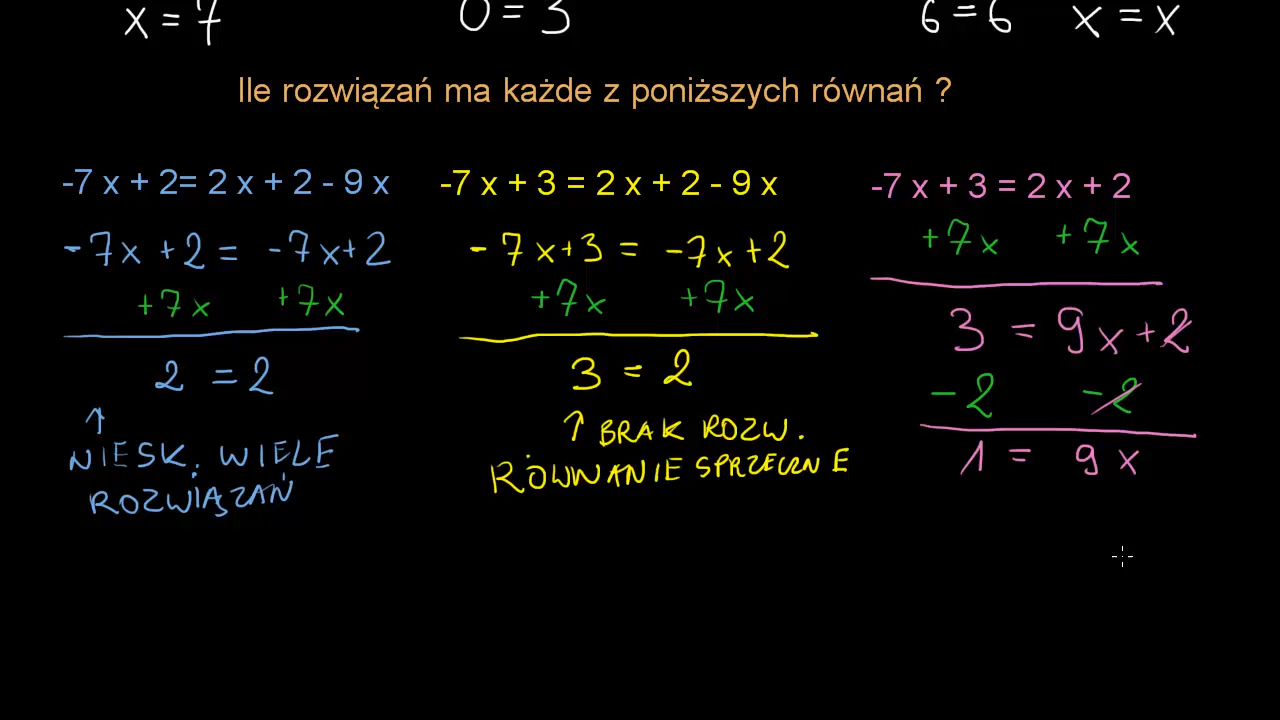 x = 7 0 = 3 6 = 6 x = x
Ile rozwiązań ma każde z poniższych równań ?
-7 x + 2= 2 x + 2 - 9 x
-7x +2 = -7x+2
+7x +7x
2 = 2
↑
NIESK. WIELE
ROZWIĄZAŃ
-7 x + 3 = 2 x + 2 - 9 x
-7x+3 = -7x+2
+7x +7x
3 = 2
↑ BRAK ROZW.
RÓWNANIE SPRZECZNE
-7 x + 3 = 2 x + 2
+7x +7x
3 = 9x+2
-2 -2
1 = 9x